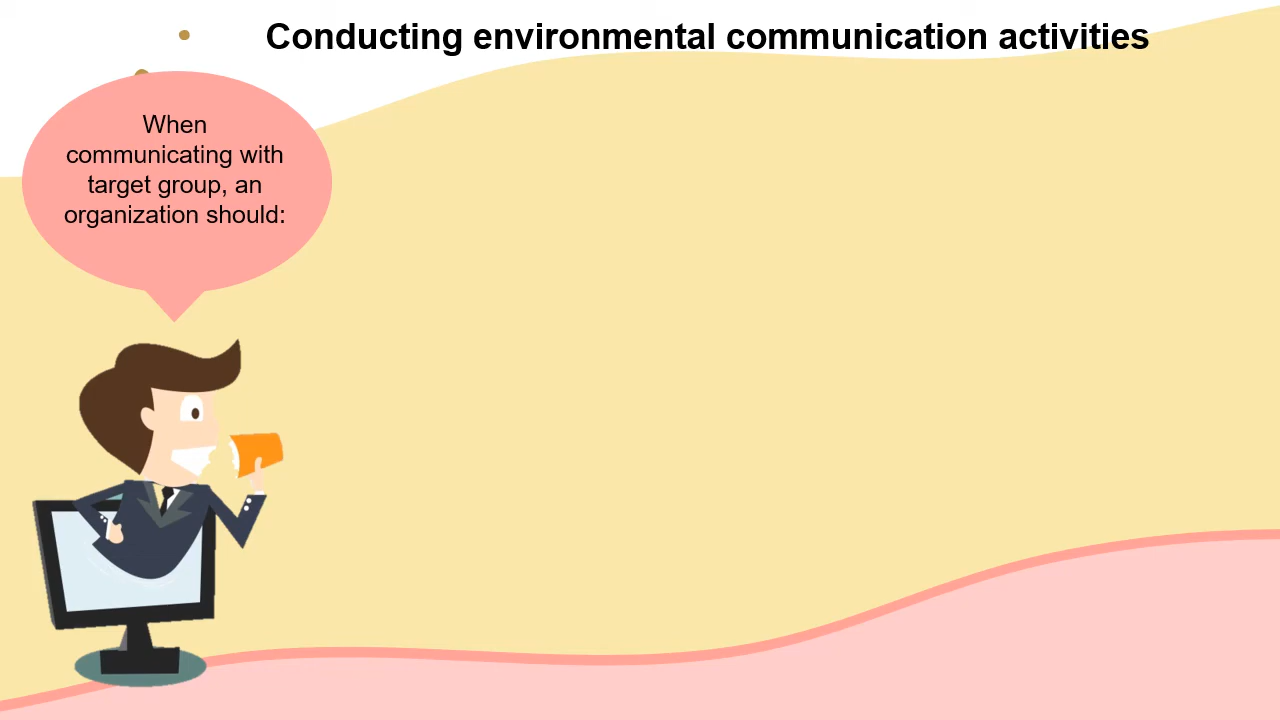 Conducting environmental communication activities
When
communicating with
target group, an
organization should: